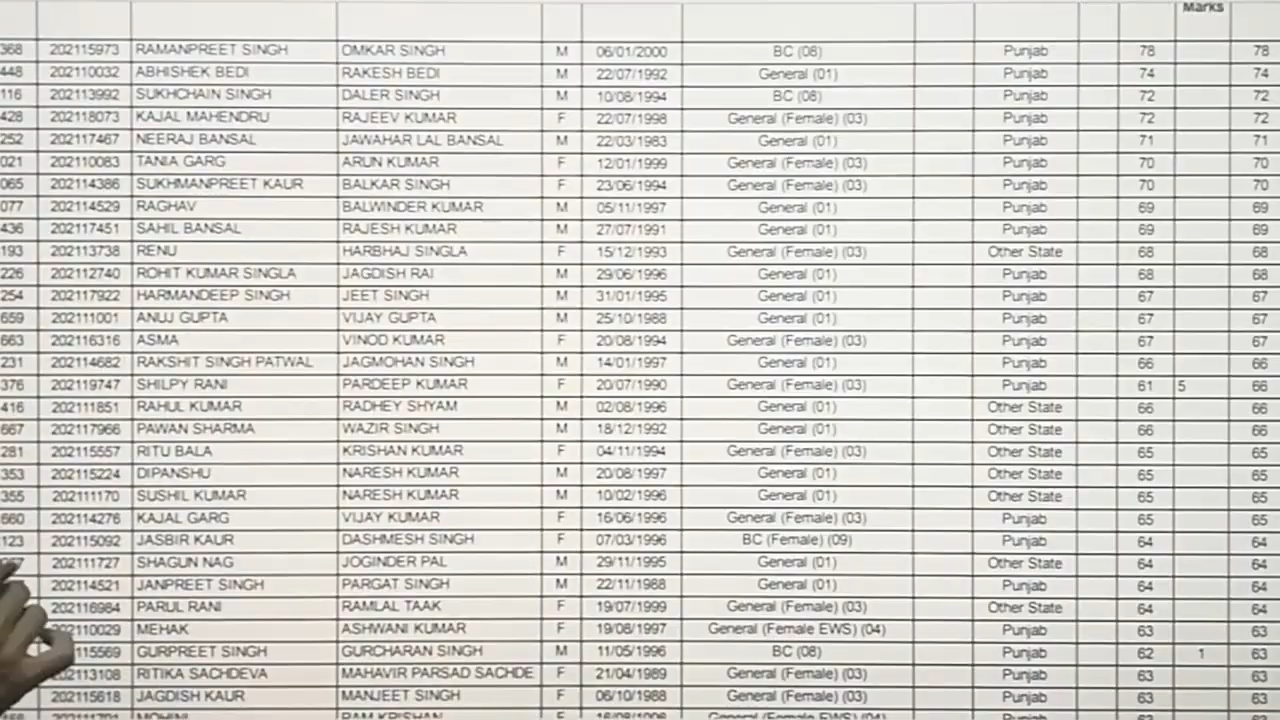 Marks
368 202115973 RAMANPREET SINGH OMKAR SINGH M 06/01/2000 BC (08) Punjab 78 78
448 202110032 ABHISHEK BEDI RAKESH BEDI M 22/07/1992 General (01) Punjab 74 74
116 202113992 SUKHCHAIN SINGH DALER SINGH M 10/08/1994 BC (08) Punjab 72 72
428 202118073 KAJAL MAHENDRU RAJEEV KUMAR F 22/07/1998 General (Female) (03) Punjab 72 72
252 202117467 NEERAJ BANSAL JAWAHAR LAL BANSAL M 22/03/1983 General (01) Punjab 71 71
021 202110083 TANIA GARG ARUN KUMAR F 12/01/1999 General (Female) (03) Punjab 70 70
065 202114386 SUKHMANPREET KAUR BALKAR SINGH F 23/06/1994 General (Female) (03) Punjab 70 70
077 202114529 RAGHAV BALWINDER KUMAR M 05/11/1997 General (01) Punjab 69 69
436 202117451 SAHIL BANSAL RAJESH KUMAR M 27/07/1991 General (01) Punjab 69 69
193 202113738 RENU HARBHAJ SINGLA F 15/12/1993 General (Female) (03) Other State 68 68
226 202112740 ROHIT KUMAR SINGLA JAGDISH RAI M 29/06/1996 General (01) Punjab 68 68
254 202117922 HARMANDEEP SINGH JEET SINGH M 31/01/1995 General (01) Punjab 67 67
659 202111001 ANUJ GUPTA VIJAY GUPTA M 25/10/1988 General (01) Punjab 67 67
663 202116316 ASMA VINOD KUMAR F 20/08/1994 General (Female) (03) Punjab 67 67
231 202114682 RAKSHIT SINGH PATWAL JAGMOHAN SINGH M 14/01/1997 General (01) Punjab 66 66
376 202119747 SHILPY RANI PARDEEP KUMAR F 20/07/1990 General (Female) (03) Punjab 61 5 66
416 202111851 RAHUL KUMAR RADHEY SHYAM M 02/08/1996 General (01) Other State 66 66
667 202117966 PAWAN SHARMA WAZIR SINGH M 18/12/1992 General (01) Other State 66 66
281 202115557 RITU BALA KRISHAN KUMAR F 04/11/1994 General (Female) (03) Other State 65 65
353 202115224 DIPANSHU NARESH KUMAR M 20/08/1997 General (01) Other State 65 65
355 202111170 SUSHIL KUMAR NARESH KUMAR M 10/02/1996 General (01) Other State 65 65
660 202114276 KAJAL GARG VIJAY KUMAR F 16/06/1996 General (Female) (03) Punjab 65 65
123 202115092 JASBIR KAUR DASHMESH SINGH F 07/03/1996 BC (Female) (09) Punjab 64 64
202111727 SHAGUN NAG JOGINDER PAL M 29/11/1995 General (01) Other State 64 64
202114521 JANPREET SINGH PARGAT SINGH M 22/11/1988 General (01) Punjab 64 64
202116984 PARUL RANI RAMLAL TAAK F 19/07/1999 General (Female) (03) Other State 64 64
202110029 MEHAK ASHWANI KUMAR F 19/08/1997 General (Female EWS) (04) Punjab 63 63
115569 GURPREET SINGH GURCHARAN SINGH M 11/05/1996 BC (08) Punjab 62 1 63
202113108 RITIKA SACHDEVA MAHAVIR PARSAD SACHDE F 21/04/1989 General (Female) (03) Punjab 63 63
202115618 JAGDISH KAUR MANJEET SINGH F 06/10/1988 General (Female) (03) Punjab 63 63
MOHINI RAM KRISHAN General (Female EWS) (04)